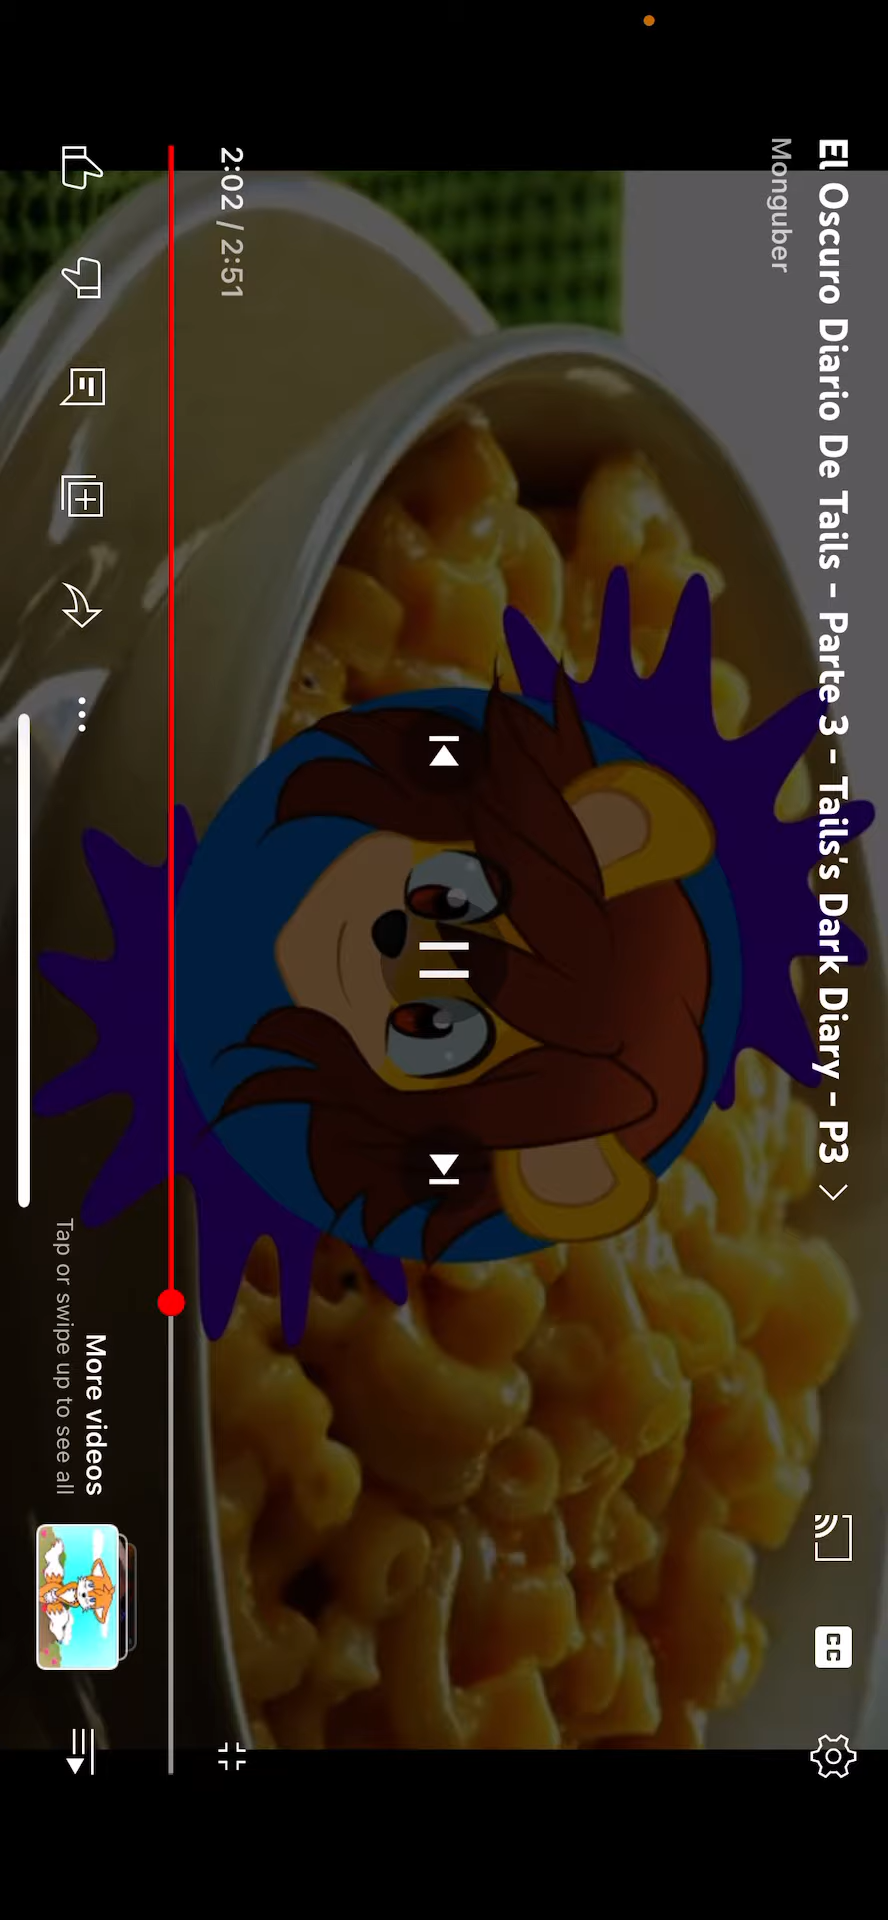 El Oscuro Diario De Tails - Parte 3 - Tails's Dark Diary - P3
Monguber
CC
2:02 / 2:51
More videos
Tap or swipe up to see all